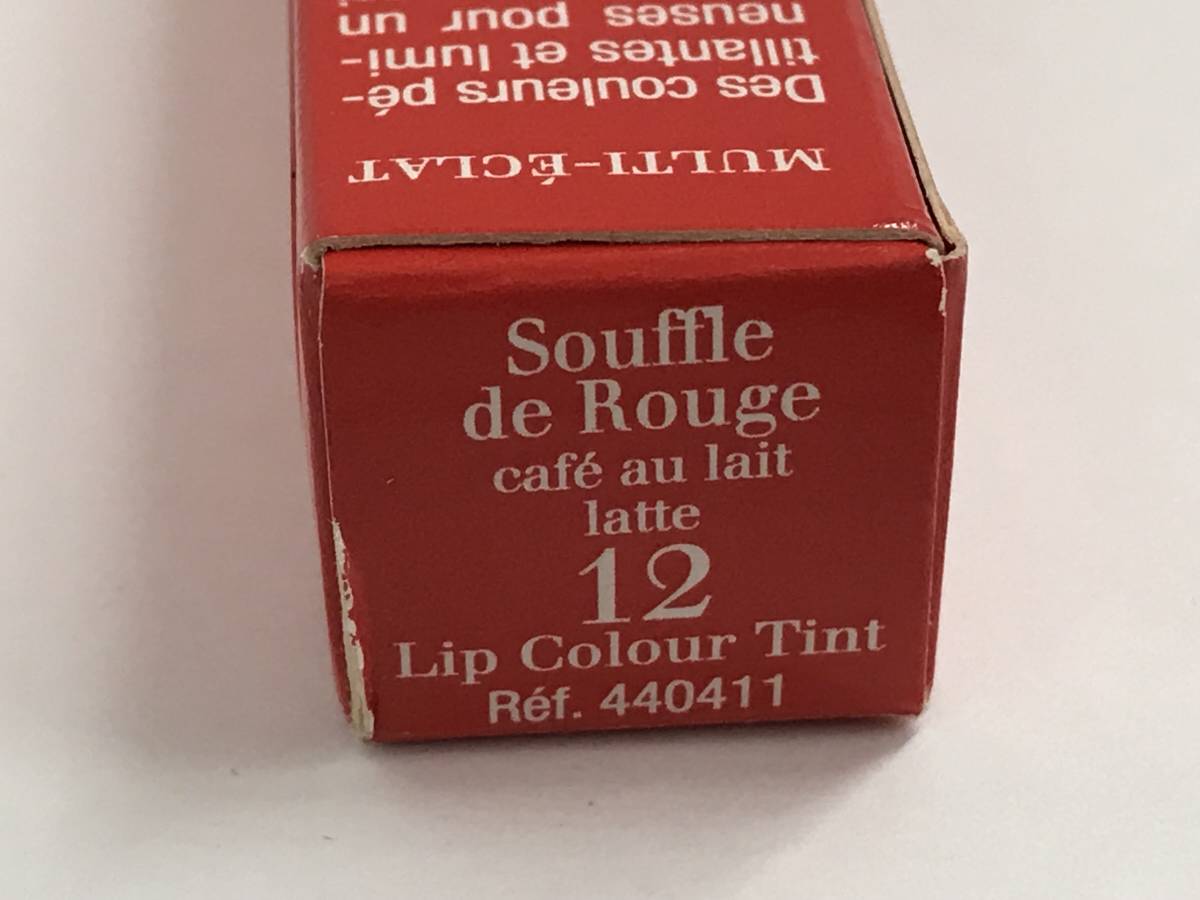 MULTI-ÉCLAT
Des couleurs pé-
tillantes et lumi-
neuses pour un
Souffle
de Rouge
café au lait
latte
12
Lip Colour Tint
Réf. 440411